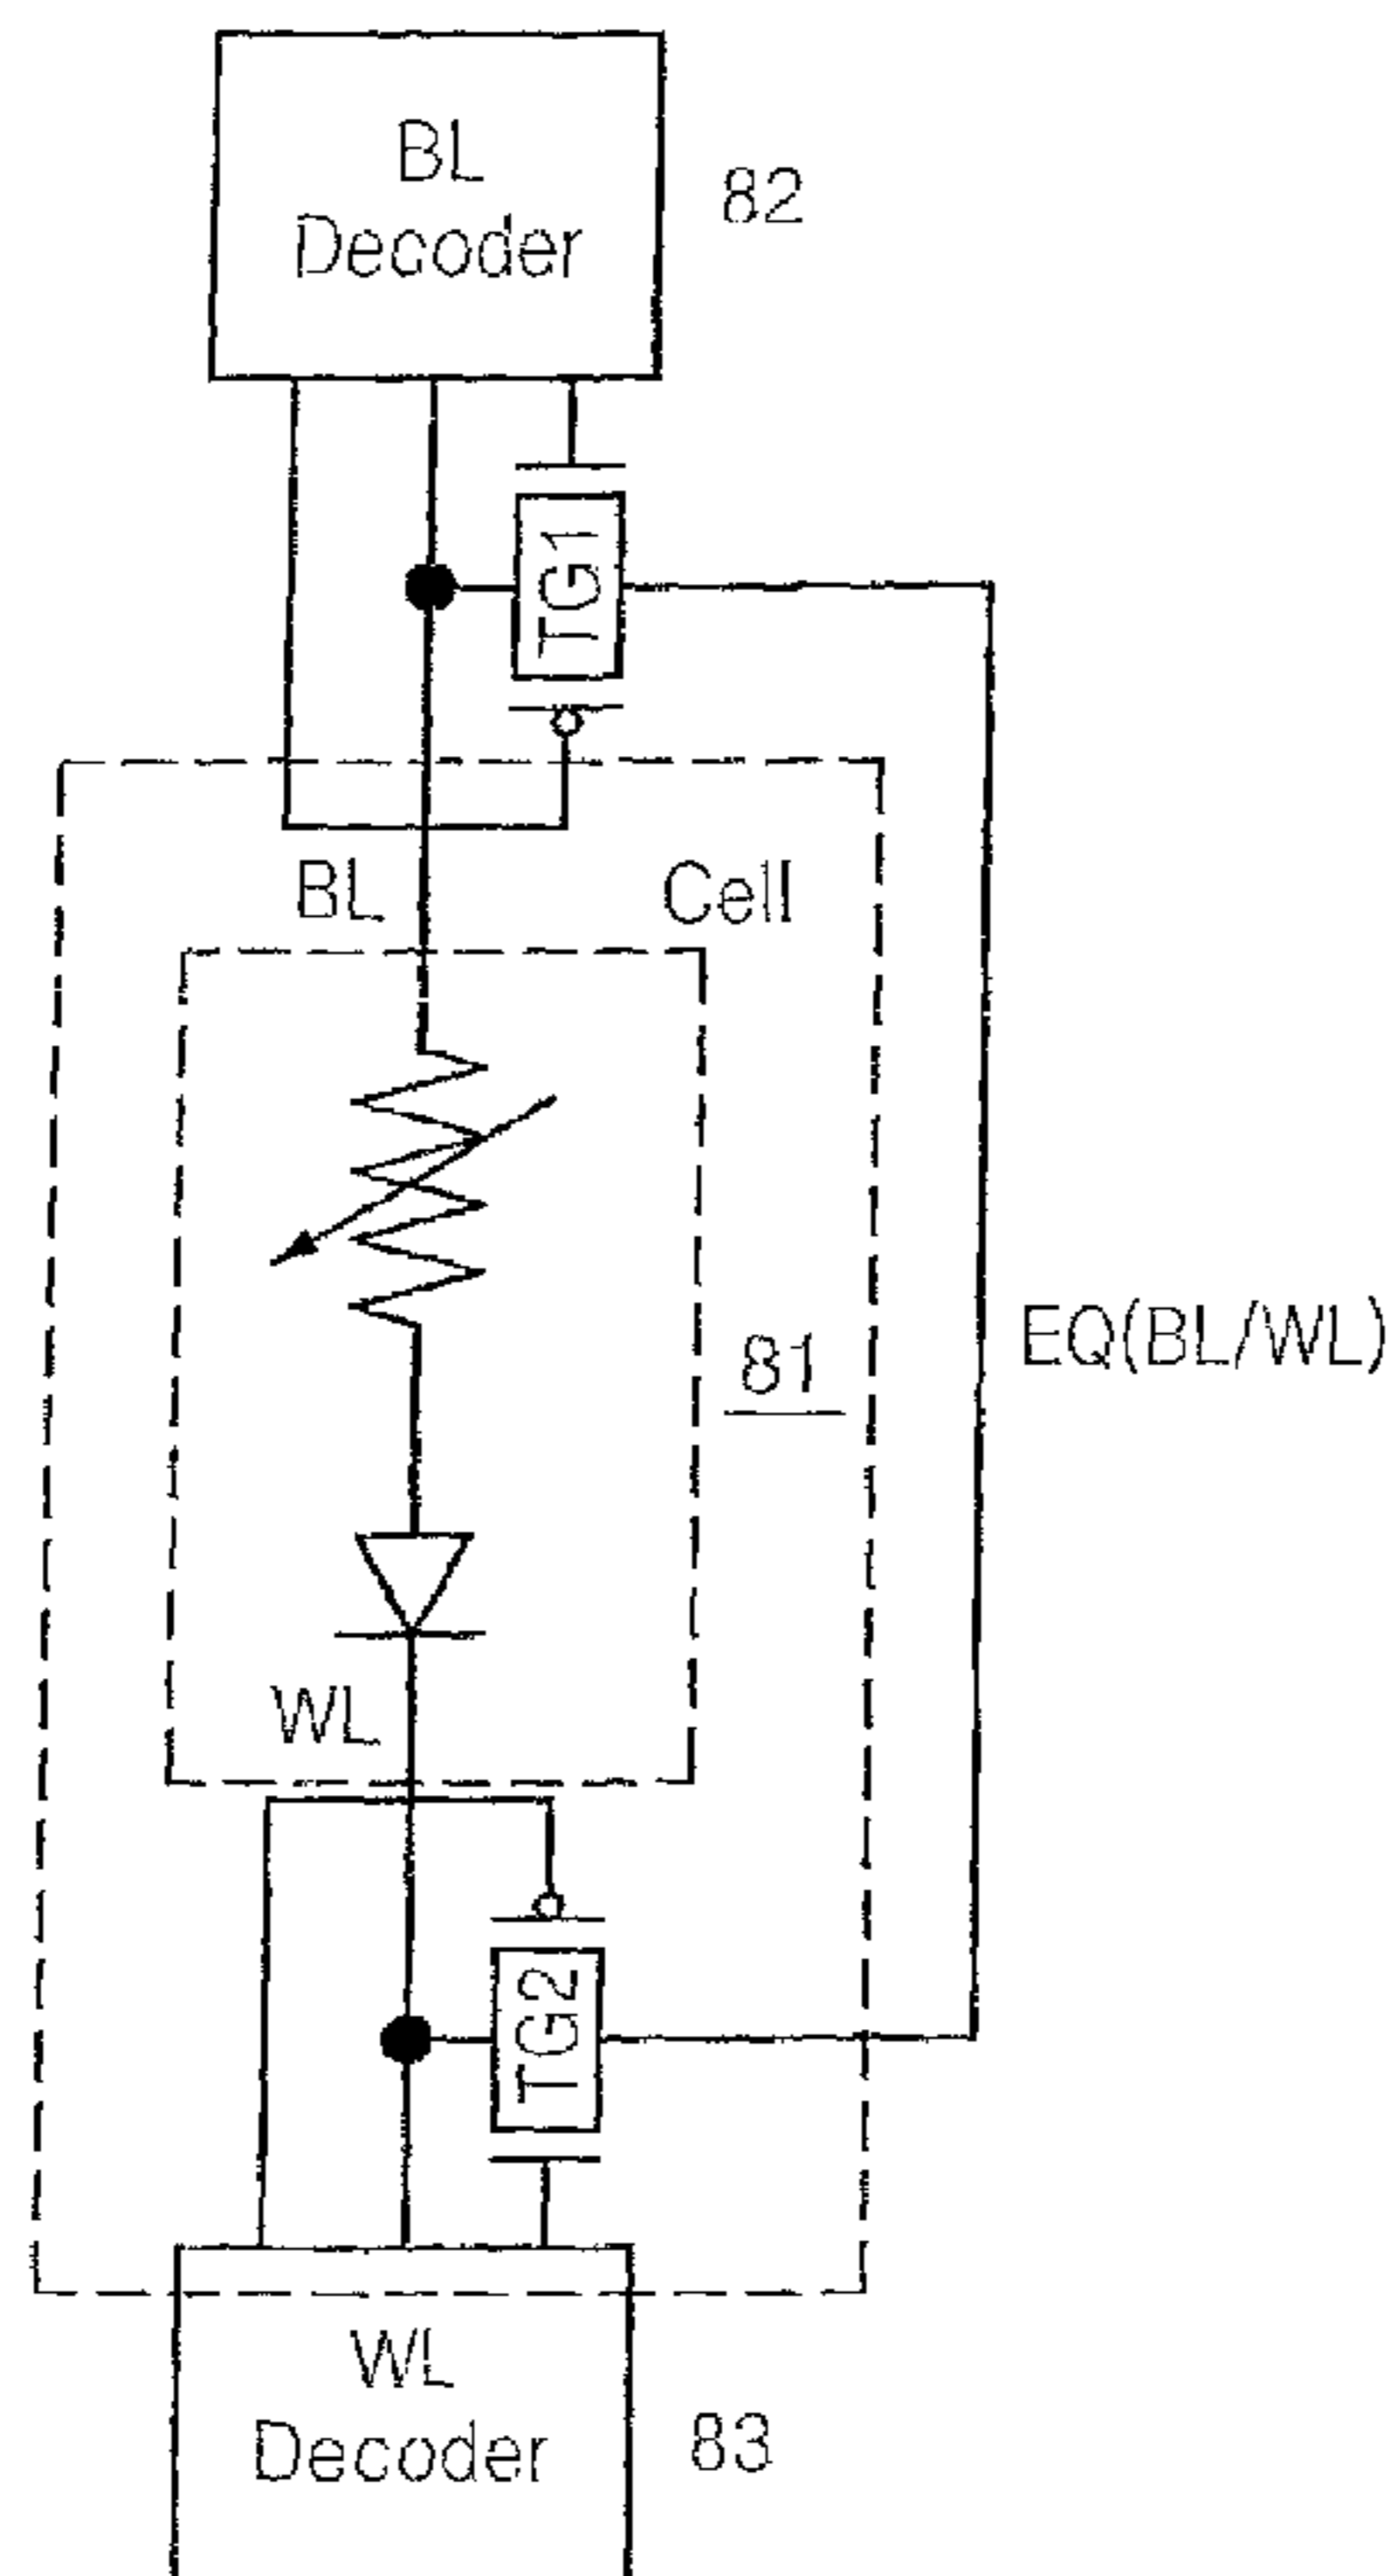 BL
Decoder
82
TG1
BL
Cell
81
EQ(BL/WL)
WL
TG2
WL
Decoder
83